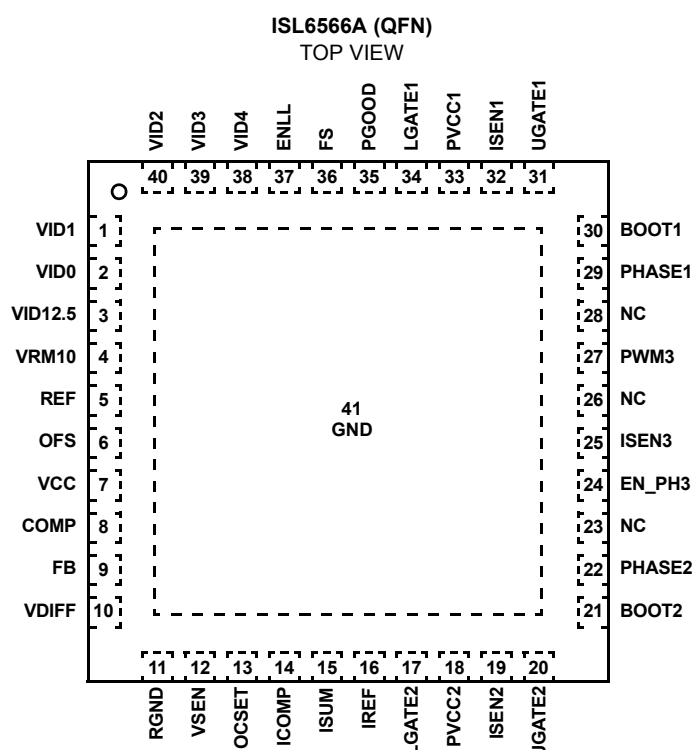 ISL6566A (QFN)
TOP VIEW
VID2
VID3
VID4
ENLL
FS
PGOOD
LGATE1
PVCC1
ISEN1
UGATE1
40 39 38 37 36 35 34 33 32 31
VID1 1 30 BOOT1
VID0 2 29 PHASE1
VID12.5 3 28 NC
VRM10 4 27 PWM3
REF 5 26 NC
41
GND
OFS 6 25 ISEN3
VCC 7 24 EN_PH3
COMP 8 23 NC
FB 9 22 PHASE2
VDIFF 10 21 BOOT2
11 12 13 14 15 16 17 18 19 20
RGND
VSEN
OCSET
ICOMP
ISUM
IREF
LGATE2
PVCC2
ISEN2
UGATE2